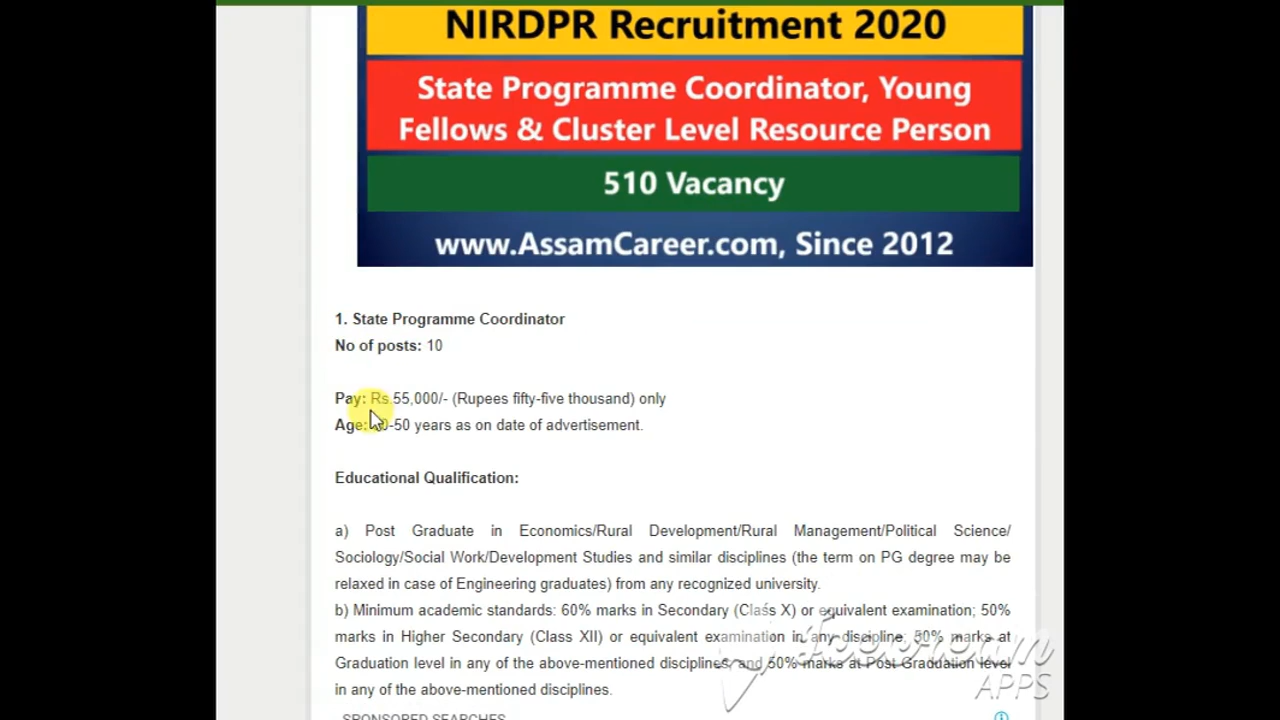 NIRDPR Recruitment 2020
State Programme Coordinator, Young
Fellows & Cluster Level Resource Person
510 Vacancy
www.AssamCareer.com, Since 2012
1. State Programme Coordinator
No of posts: 10
Pay: Rs.55,000/- (Rupees fifty-five thousand) only
Age: -50 years as on date of advertisement.
Educational Qualification:
a) Post Graduate in Economics/Rural Development/Rural Management/Political Science/
Sociology/Social Work/Development Studies and similar disciplines (the term on PG degree may be
relaxed in case of Engineering graduates) from any recognized university.
b) Minimum academic standards: 60% marks in Secondary (Class X) or equivalent examination; 50%
marks in Higher Secondary (Class XII) or equivalent examination in any discipline; 50% marks at
Graduation level in any of the above-mentioned disciplines, and 50% marks at Post Graduation level
in any of the above-mentioned disciplines.
Icecream
APPS
SPONSORED SEARCHES